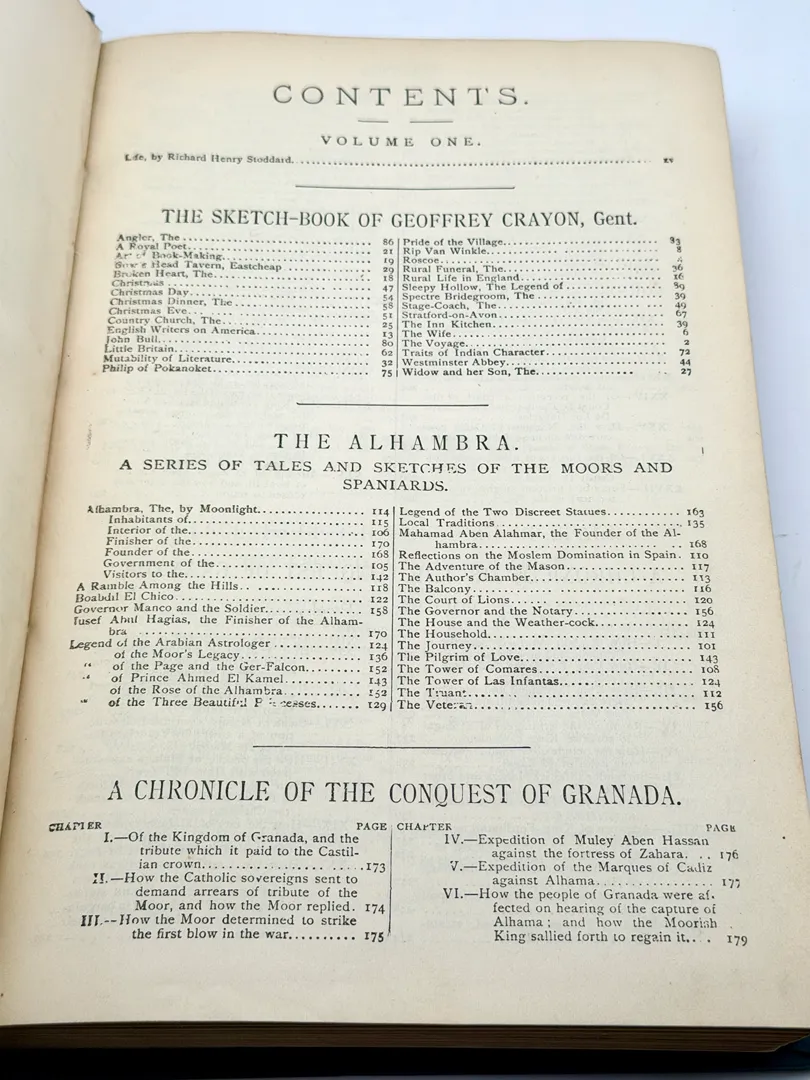 CONTENTS.
VOLUME ONE.
Life, by Richard Henry Stoddard. xv
THE SKETCH-BOOK OF GEOFFREY CRAYON, Gent.
Angler, The 86
A Royal Poet 21
Art of Book-Making 19
Boar's Head Tavern, Eastcheap 29
Broken Heart, The 18
Christmas 47
Christmas Day 54
Christmas Dinner, The 58
Christmas Eve 51
Country Church, The 25
English Writers on America 13
John Bull 80
Little Britain 62
Mutability of Literature 32
Philip of Pokanoket 75
Pride of the Village 83
Rip Van Winkle 8
Roscoe 4
Rural Funeral, The 36
Rural Life in England 16
Sleepy Hollow, The Legend of 89
Spectre Bridegroom, The 39
Stage-Coach, The 49
Stratford-on-Avon 67
The Inn Kitchen 39
The Wife 6
The Voyage 2
Traits of Indian Character 72
Westminster Abbey 44
Widow and her Son, The 27
THE ALHAMBRA.
A SERIES OF TALES AND SKETCHES OF THE MOORS AND
SPANIARDS.
Alhambra, The, by Moonlight 114
Inhabitants of 115
Interior of the 106
Finisher of the 170
Founder of the 168
Government of the 105
Visitors to the 142
A Ramble Among the Hills 118
Boabdil El Chico 122
Governor Manco and the Soldier 158
Iusef Abul Hagias, the Finisher of the Alham-
bra 170
Legend of the Arabian Astrologer 124
of the Moor's Legacy 136
" of the Page and the Ger-Falcon 152
" of Prince Ahmed El Kamel 143
of the Rose of the Alhambra 152
" of the Three Beautiful Princesses 129
Legend of the Two Discreet Statues 163
Local Traditions 135
Mahamad Aben Alahmar, the Founder of the Al-
hambra 168
Reflections on the Moslem Domination in Spain. 110
The Adventure of the Mason 117
The Author's Chamber 113
The Balcony 116
The Court of Lions 120
The Governor and the Notary 156
The House and the Weather-cock 124
The Household 111
The Journey 101
The Pilgrim of Love 143
The Tower of Comares 108
The Tower of Las Infantas 124
The Truant 112
The Veteran 156
A CHRONICLE OF THE CONQUEST OF GRANADA.
CHAPTER PAGE
I.—Of the Kingdom of Granada, and the
tribute which it paid to the Castil-
ian crown 173
II.—How the Catholic sovereigns sent to
demand arrears of tribute of the
Moor, and how the Moor replied. 174
III.--How the Moor determined to strike
the first blow in the war 175
CHAPTER PAGE
IV.—Expedition of Muley Aben Hassan
against the fortress of Zahara. 176
V.—Expedition of the Marques of Cadiz
against Alhama 177
VI.—How the people of Granada were af-
fected on hearing of the capture of
Alhama; and how the Moorish
King sallied forth to regain it. 179